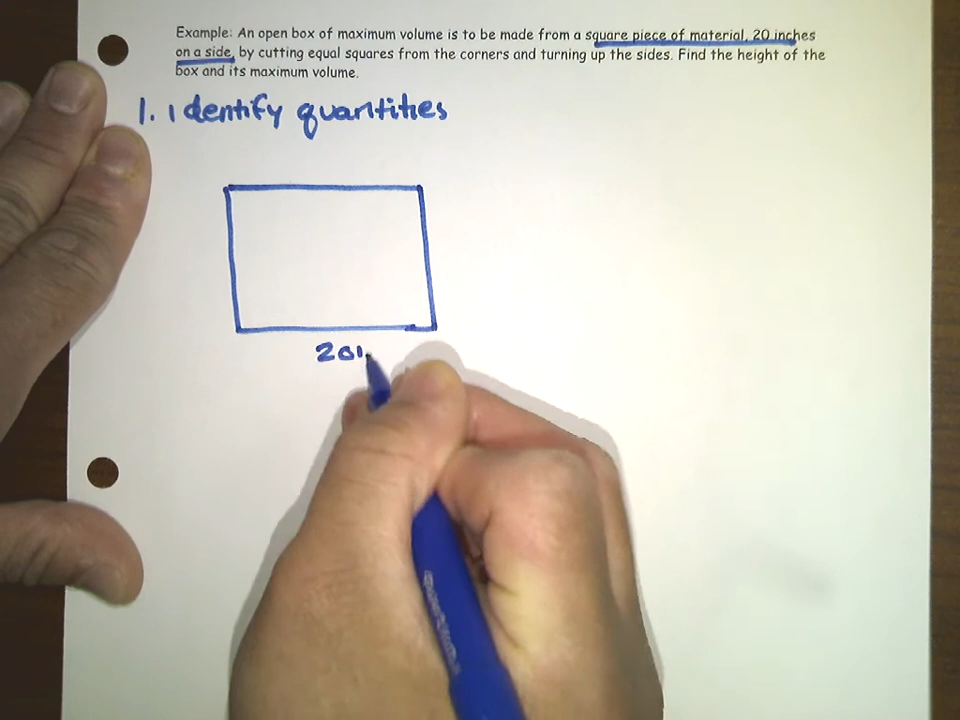 Example: An open box of maximum volume is to be made from a square piece of material, 20 inches
on a side, by cutting equal squares from the corners and turning up the sides. Find the height of the
box and its maximum volume.
1. Identify quantities
20i